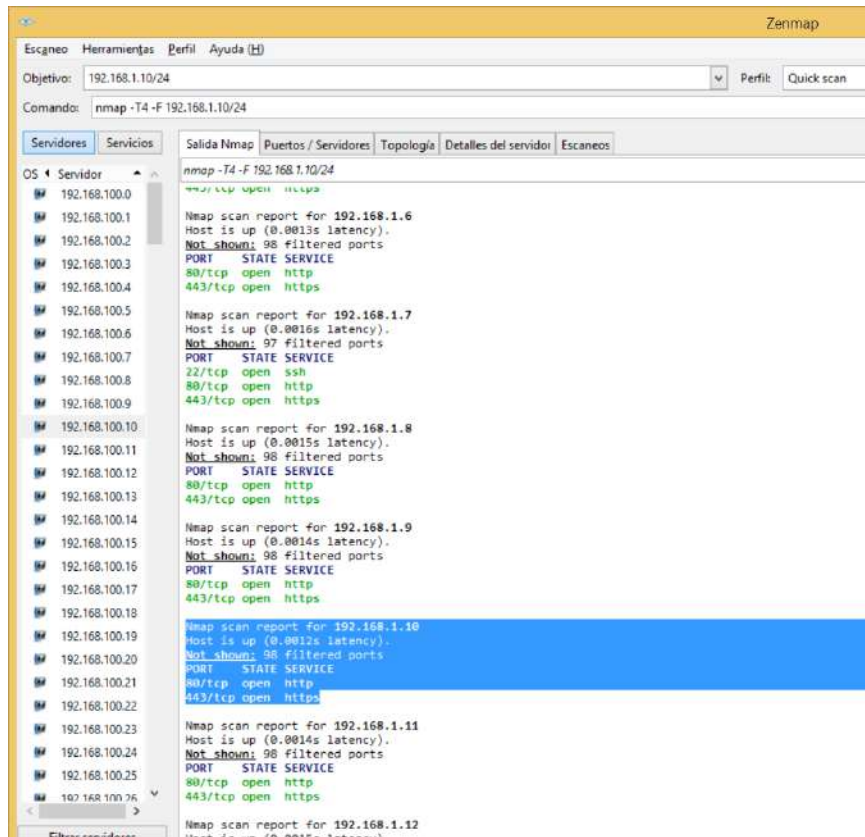 Zenmap
Escaneo Herramientas Perfil Ayuda (H)
Objetivo: 192.168.1.10/24 Perfil: Quick scan
Comando: nmap -T4 -F 192.168.1.10/24
Servidores Servicios Salida Nmap Puertos / Servidores Topología Detalles del servidor Escaneos
OS Servidor
192.168.100.0
192.168.100.1
192.168.100.2
192.168.100.3
192.168.100.4
192.168.100.5
192.168.100.6
192.168.100.7
192.168.100.8
192.168.100.9
192.168.100.10
192.168.100.11
192.168.100.12
192.168.100.13
192.168.100.14
192.168.100.15
192.168.100.16
192.168.100.17
192.168.100.18
192.168.100.19
192.168.100.20
192.168.100.21
192.168.100.22
192.168.100.23
192.168.100.24
192.168.100.25
192.168.100.26
Filtrar servidores
nmap -T4 -F 192.168.1.10/24
443/tcp open https
Nmap scan report for 192.168.1.6
Host is up (0.0013s latency).
Not shown: 98 filtered ports
PORT STATE SERVICE
80/tcp open http
443/tcp open https
Nmap scan report for 192.168.1.7
Host is up (0.0016s latency).
Not shown: 97 filtered ports
PORT STATE SERVICE
22/tcp open ssh
80/tcp open http
443/tcp open https
Nmap scan report for 192.168.1.8
Host is up (0.0015s latency).
Not shown: 98 filtered ports
PORT STATE SERVICE
80/tcp open http
443/tcp open https
Nmap scan report for 192.168.1.9
Host is up (0.0014s latency).
Not shown: 98 filtered ports
PORT STATE SERVICE
80/tcp open http
443/tcp open https
Nmap scan report for 192.168.1.10
Host is up (0.0012s latency).
Not shown: 98 filtered ports
PORT STATE SERVICE
80/tcp open http
443/tcp open https
Nmap scan report for 192.168.1.11
Host is up (0.0014s latency).
Not shown: 98 filtered ports
PORT STATE SERVICE
80/tcp open http
443/tcp open https
Nmap scan report for 192.168.1.12